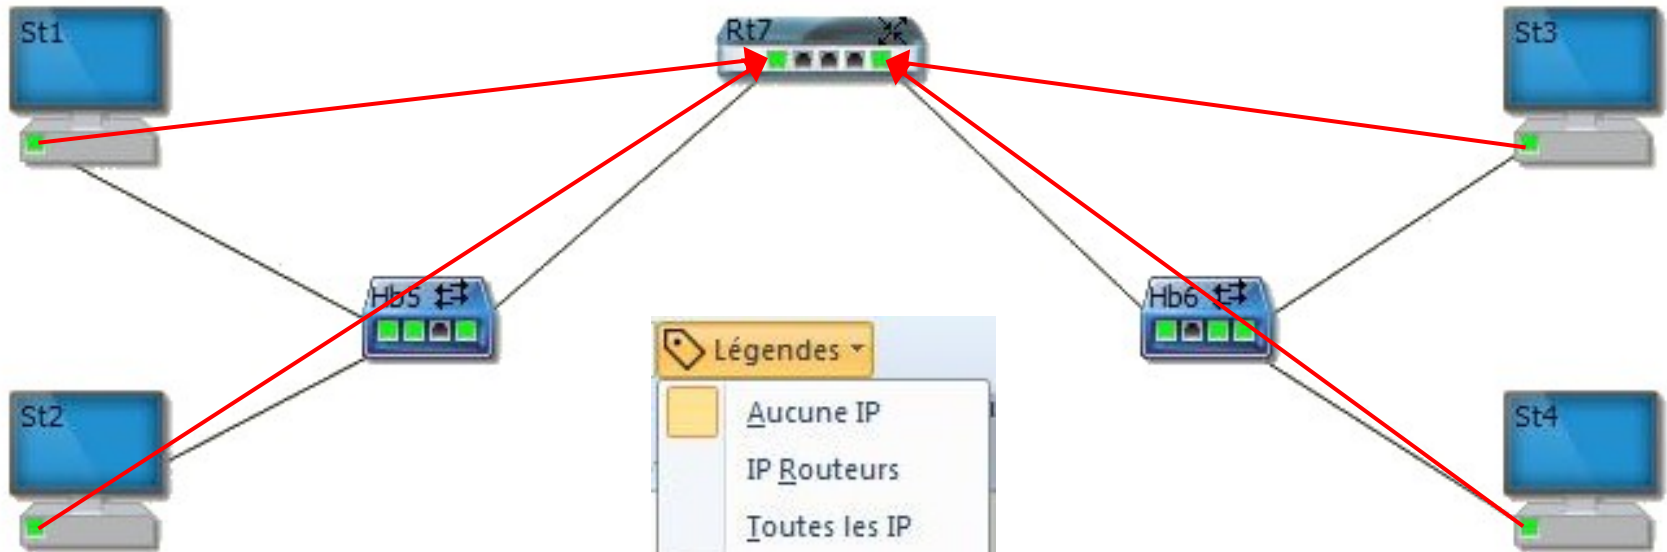 St1
Rt7
St3
Hb5
Hb6
Légendes
Aucune IP
IP Routeurs
Toutes les IP
St2
St4